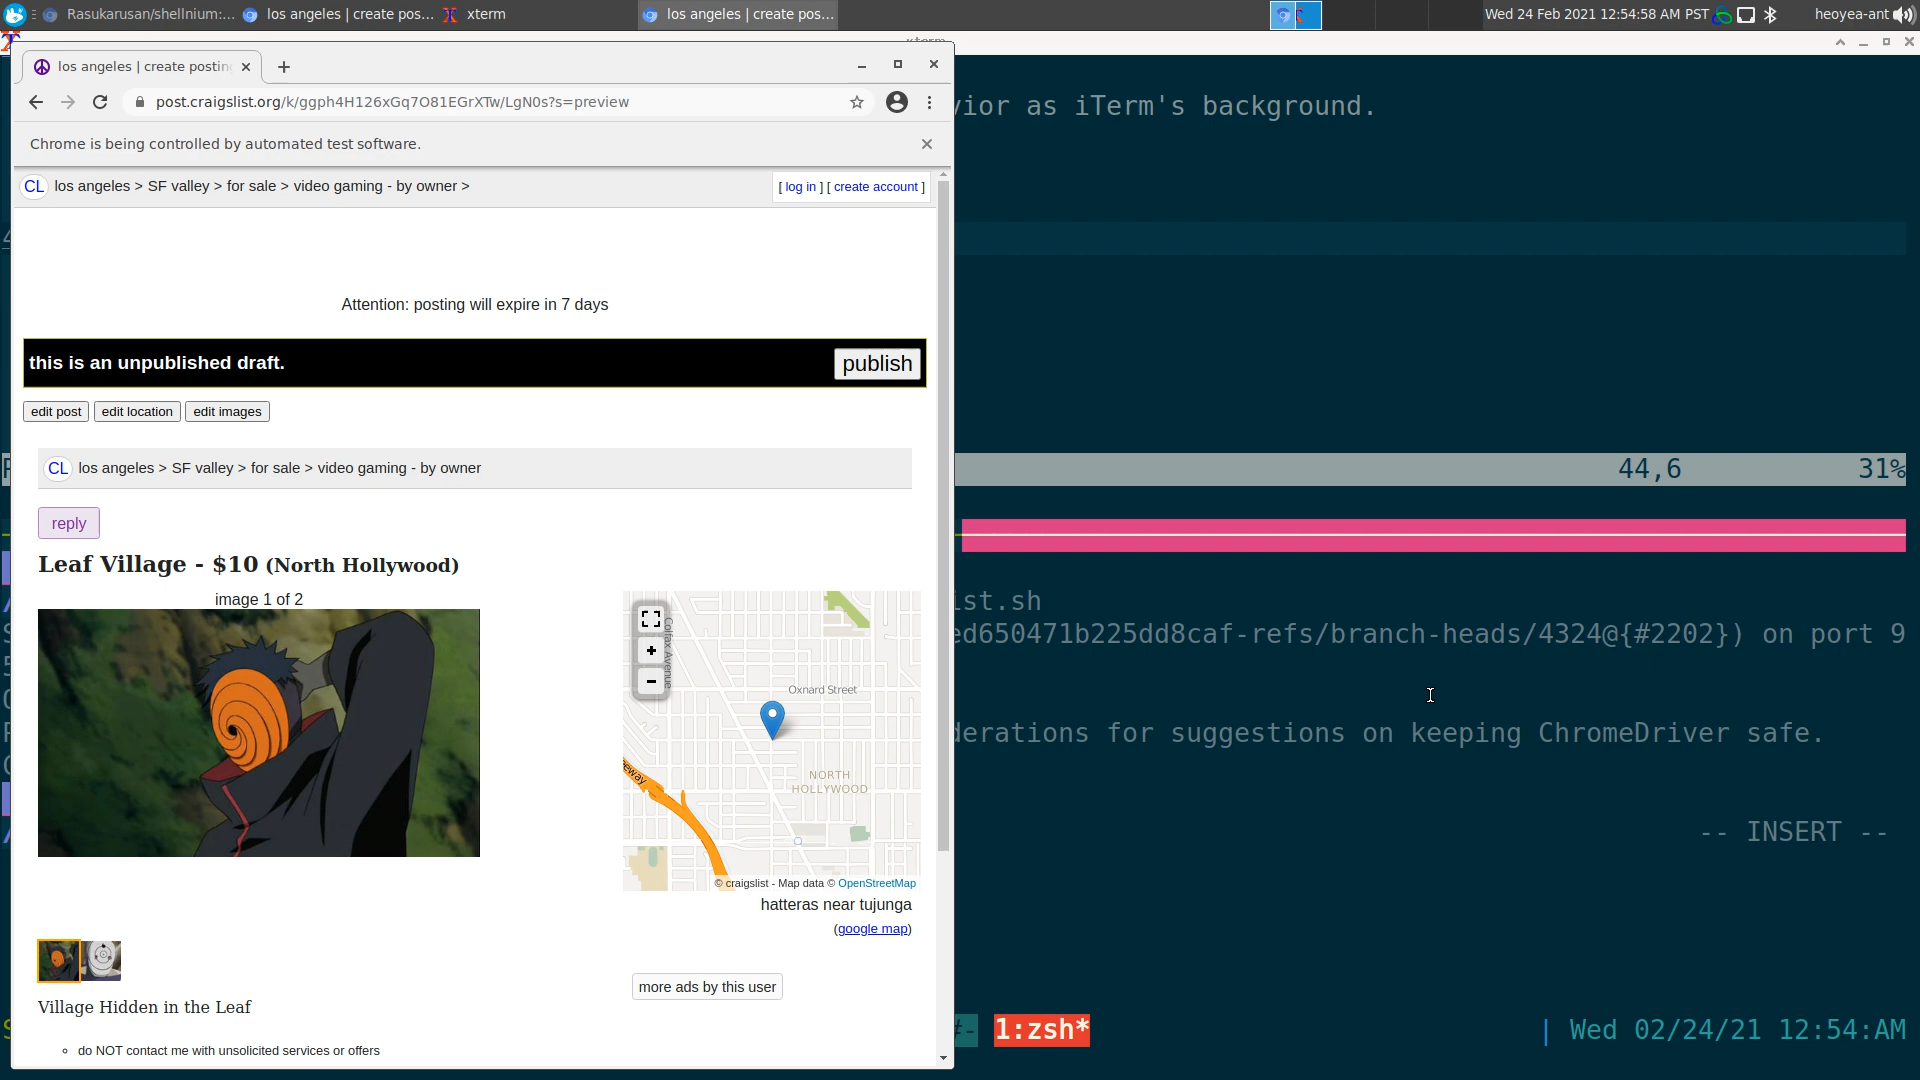 Rasukarusan/shellnium:...
los angeles | create pos...
xterm
los angeles | create pos...
Wed 24 Feb 2021 12:54:58 AM PST
heoyea-ant
los angeles | create posting
post.craigslist.org/k/ggph4H126xGq7O81EGrXTw/LgN0s?s=preview
Chrome is being controlled by automated test software.
CL los angeles > SF valley > for sale > video gaming - by owner >
[ log in ] [ create account ]
Attention: posting will expire in 7 days
this is an unpublished draft.
publish
edit post
edit location
edit images
CL los angeles > SF valley > for sale > video gaming - by owner
reply
Leaf Village - $10 (North Hollywood)
image 1 of 2
Colfax Avenue
+
−
Oxnard Street
NORTH
HOLLYWOOD
eway
© craigslist - Map data © OpenStreetMap
hatteras near tujunga
(google map)
more ads by this user
Village Hidden in the Leaf
do NOT contact me with unsolicited services or offers
vior as iTerm's background.
44,6
31%
ist.sh
ed650471b225dd8caf-refs/branch-heads/4324@{#2202}) on port 9
derations for suggestions on keeping ChromeDriver safe.
-- INSERT --
#- 1:zsh*
| Wed 02/24/21 12:54:AM